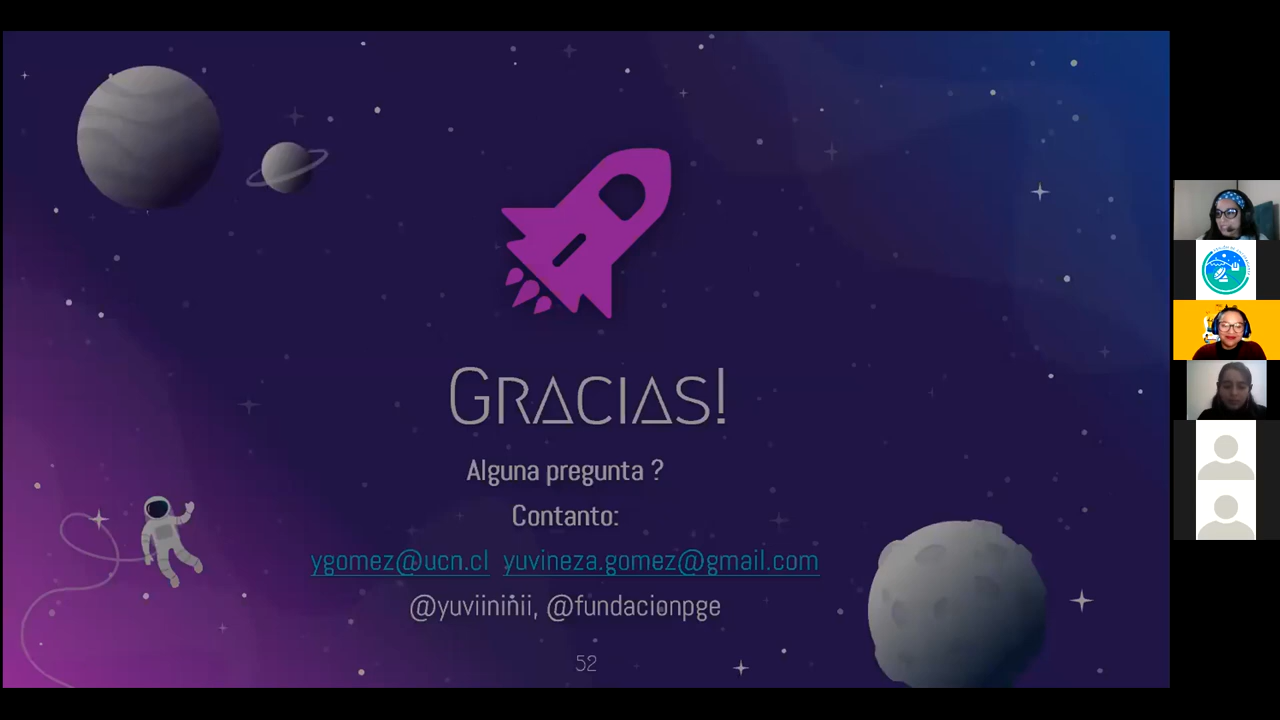 GRACIAS!
Alguna pregunta ?
Contanto:
ygomez@ucn.cl yuvineza.gomez@gmail.com
@yuviininii, @fundacionpge
52